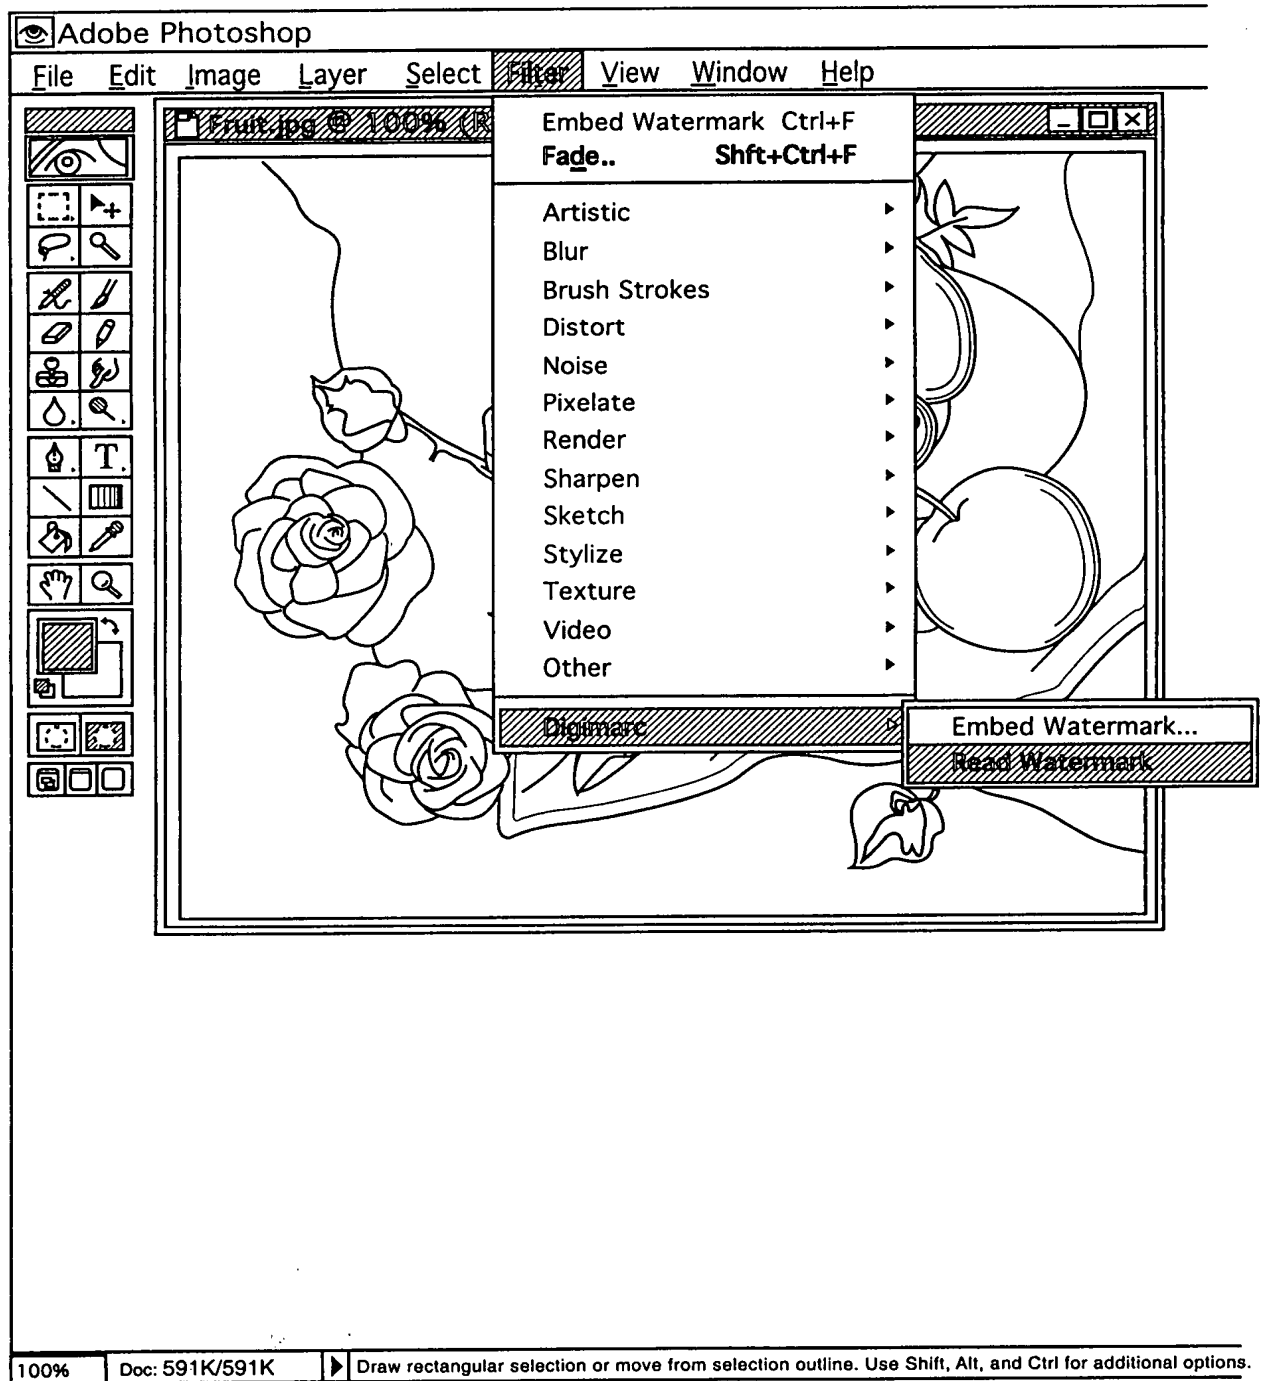 Adobe Photoshop
File Edit Image Layer Select Filter View Window Help
Fruit.jpg @ 100% (R
Embed Watermark Ctrl+F
Fade.. Shft+Ctrl+F
Artistic
Blur
Brush Strokes
Distort
Noise
Pixelate
Render
Sharpen
Sketch
Stylize
Texture
Video
Other
Digimarc
Embed Watermark...
Read Watermark
T
100% Doc: 591K/591K Draw rectangular selection or move from selection outline. Use Shift, Alt, and Ctrl for additional options.